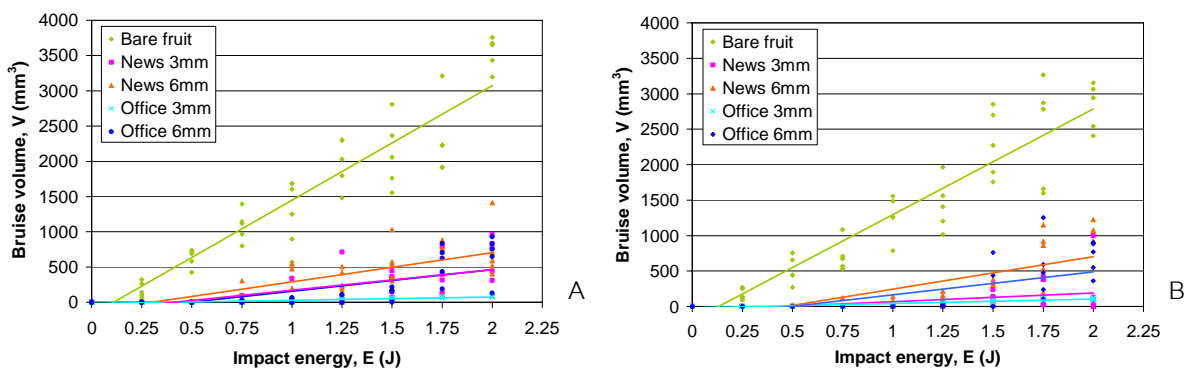 4000
3500
3000
2500
2000
1500
1000
500
0
Bruise volume, V (mm³)
Bare fruit
News 3mm
News 6mm
Office 3mm
Office 6mm
0 0.25 0.5 0.75 1 1.25 1.5 1.75 2 2.25
Impact energy, E (J)
A
4000
3500
3000
2500
2000
1500
1000
500
0
Bruise volume, V (mm³)
Bare fruit
News 3mm
News 6mm
Office 3mm
Office 6mm
0 0.25 0.5 0.75 1 1.25 1.5 1.75 2 2.25
Impact energy, E (J)
B